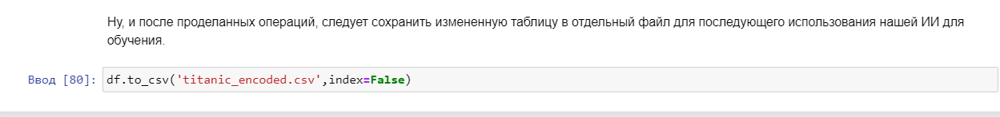 Ну, и после проделанных операций, следует сохранить измененную таблицу в отдельный файл для последующего использования нашей ИИ для
обучения.
Ввод [80]: df.to_csv('titanic_encoded.csv',index=False)